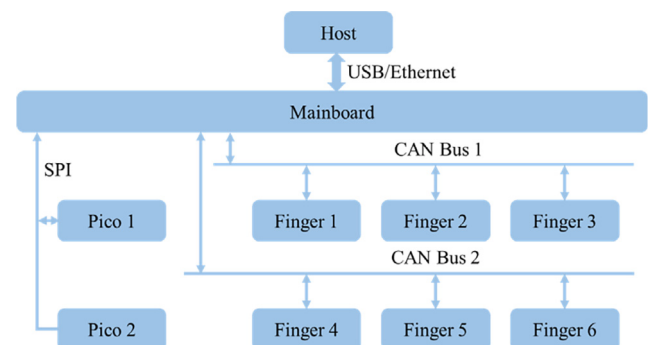 Host
USB/Ethernet
Mainboard
CAN Bus 1
SPI
Pico 1
Finger 1
Finger 2
Finger 3
CAN Bus 2
Pico 2
Finger 4
Finger 5
Finger 6